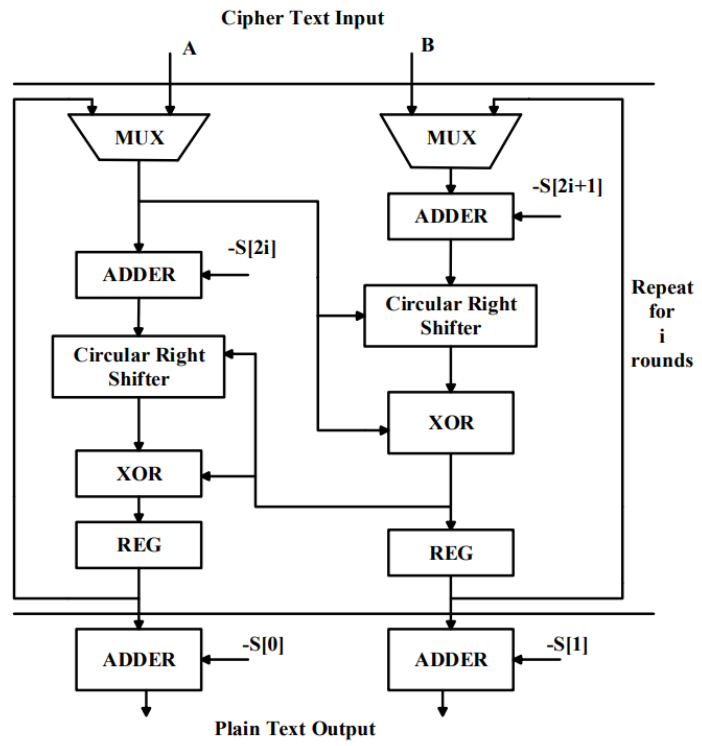 Cipher Text Input
A
B
MUX
MUX
-S[2i+1]
ADDER
-S[2i]
ADDER
Circular Right
Shifter
Repeat
for
i
rounds
Circular Right
Shifter
XOR
XOR
REG
REG
-S[0]
-S[1]
ADDER
ADDER
Plain Text Output